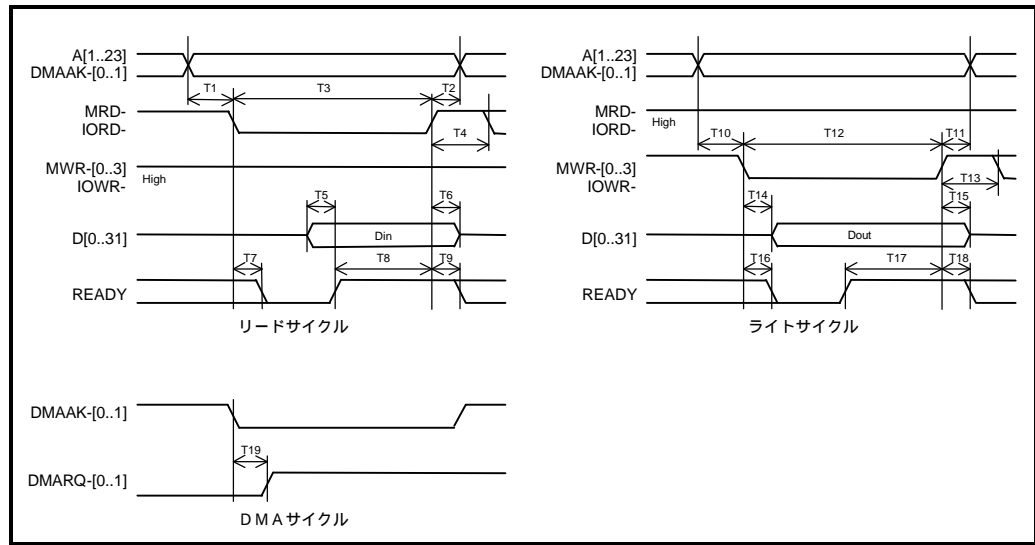 A[1..23]
DMAAK-[0..1]
T1
T3
T2
MRD-
IORD-
T4
MWR-[0..3]
IOWR-
High
T5
T6
D[0..31]
Din
T7
T8
T9
READY
リードサイクル
A[1..23]
DMAAK-[0..1]
MRD-
IORD-
High
T10
T12
T11
MWR-[0..3]
IOWR-
T13
T14
T15
D[0..31]
Dout
T16
T17
T18
READY
ライトサイクル
DMAAK-[0..1]
T19
DMARQ-[0..1]
DMAサイクル